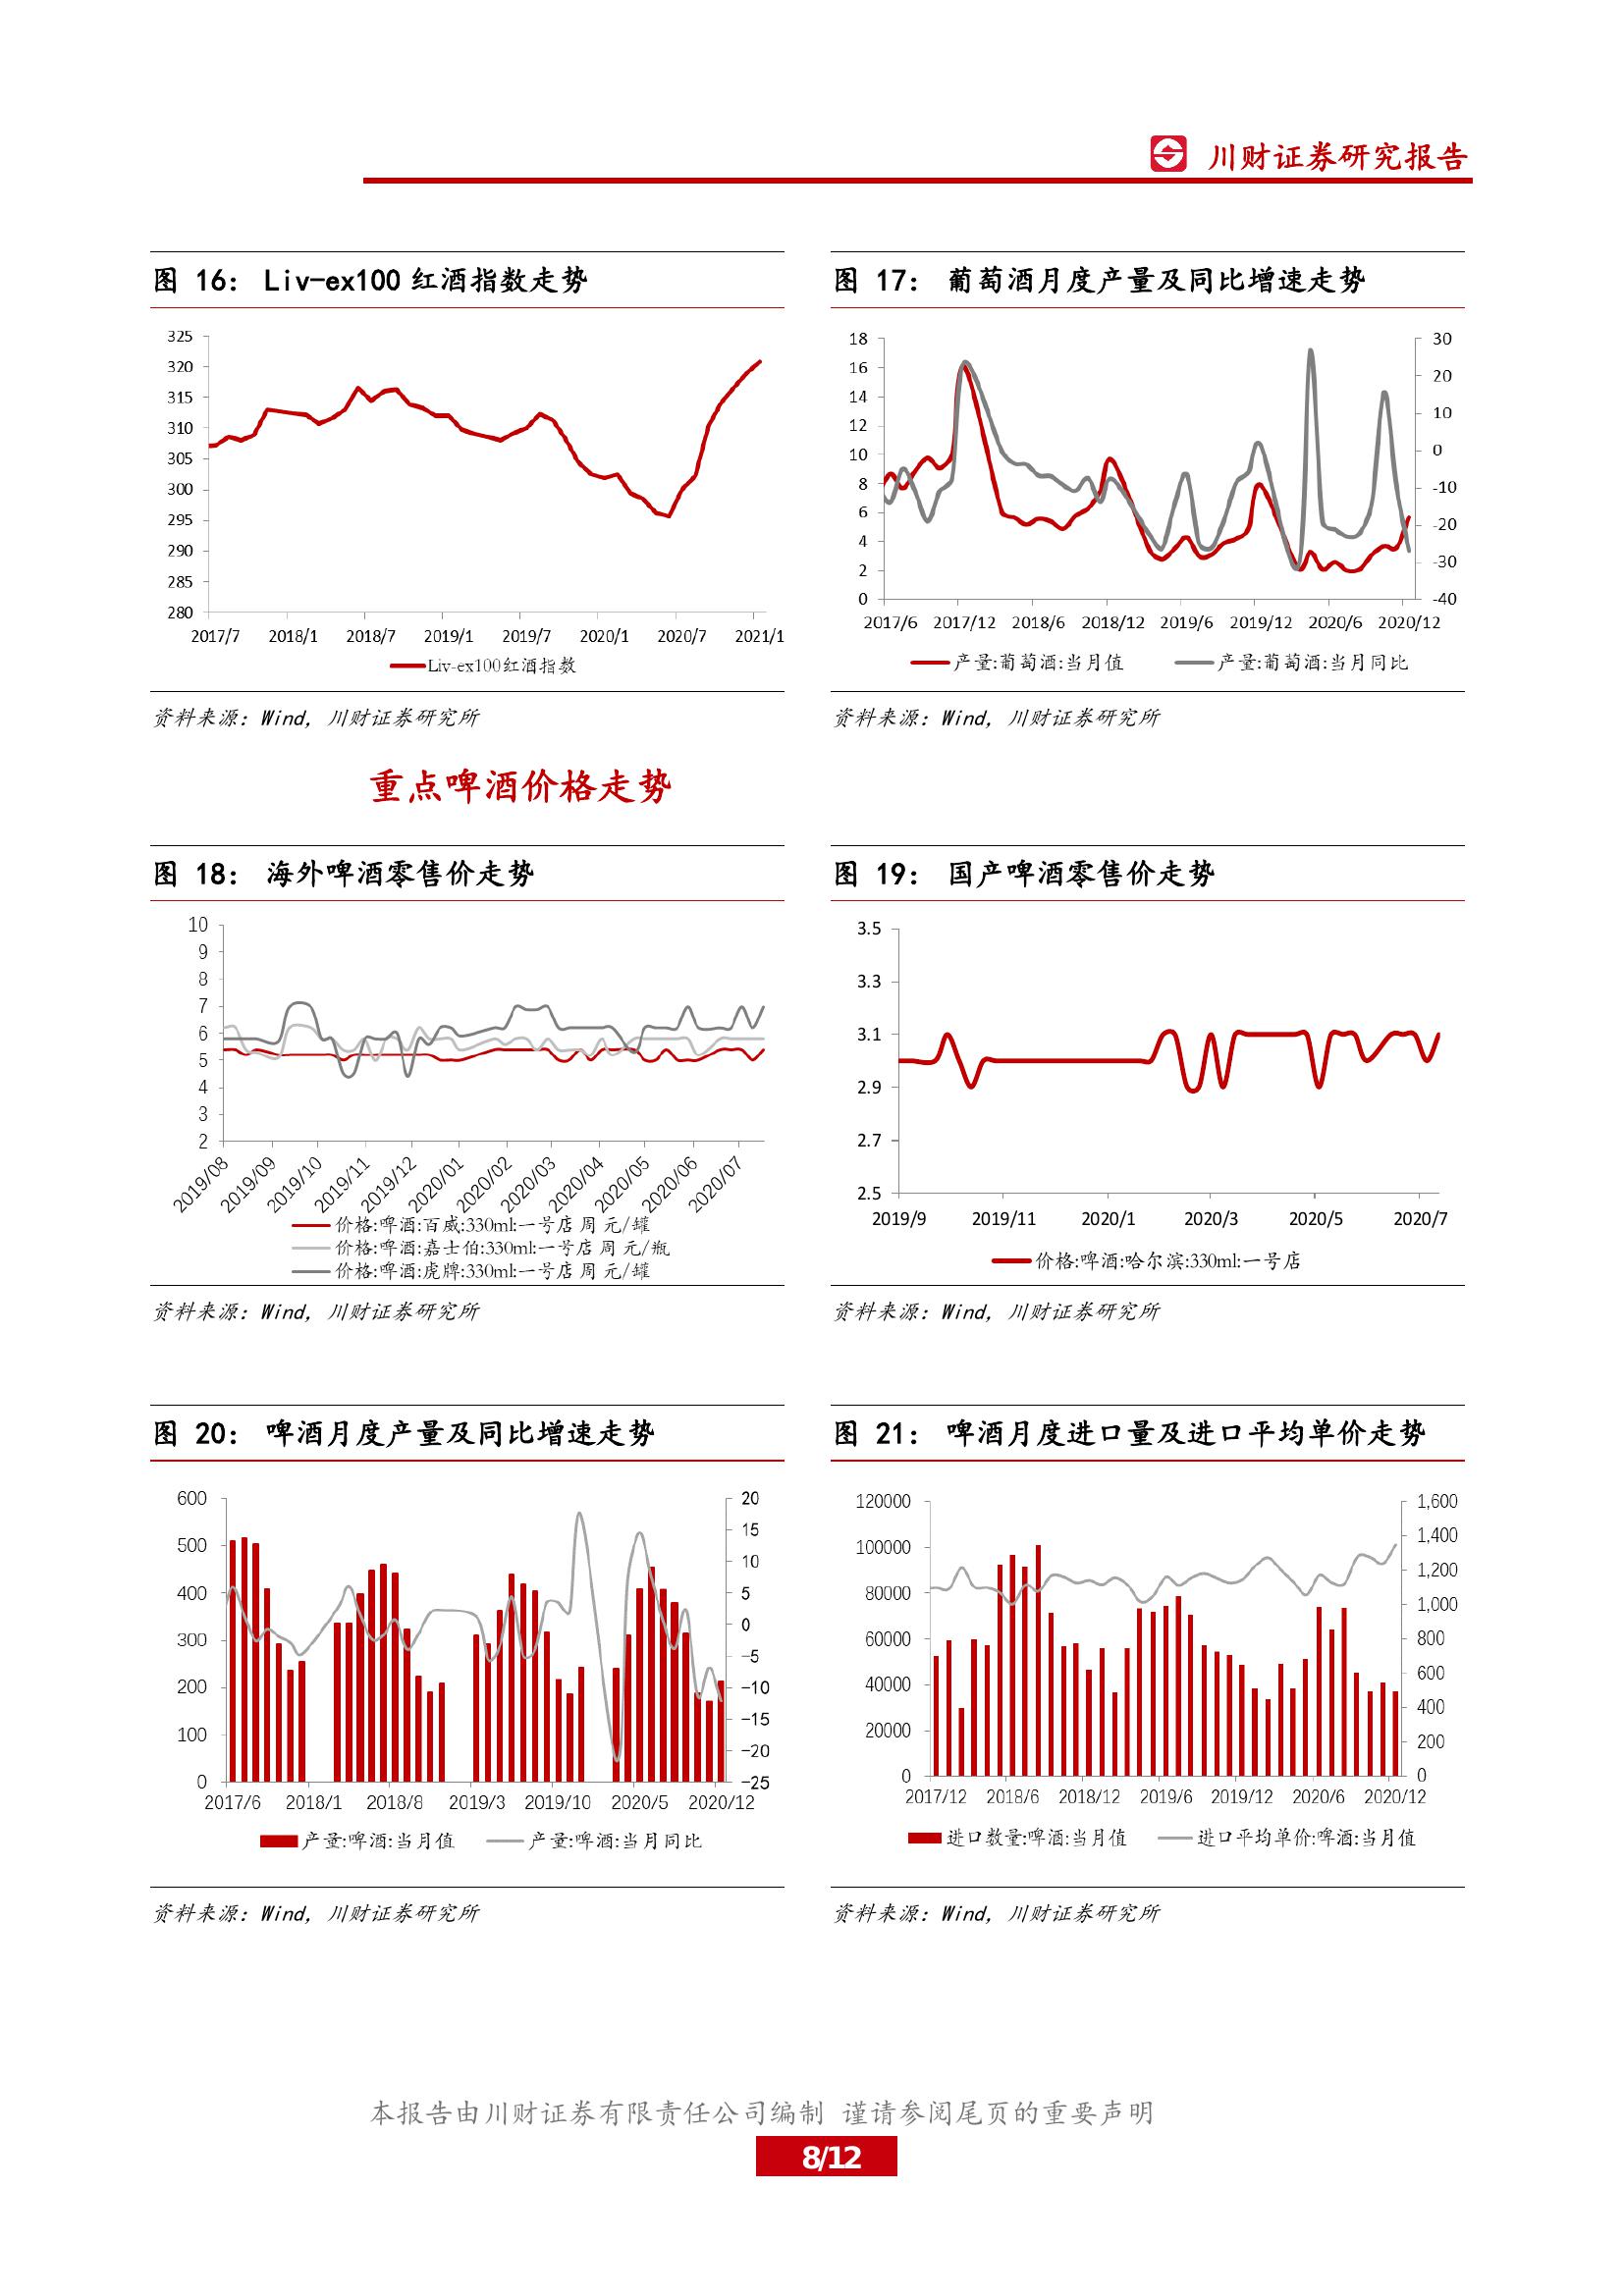 川财证券研究报告
图 16： Liv-ex100 红酒指数走势
325
320
315
310
305
300
295
290
285
280
2017/7 2018/1 2018/7 2019/1 2019/7 2020/1 2020/7 2021/1
Liv-ex100红酒指数
资料来源：Wind, 川财证券研究所
图 17： 葡萄酒月度产量及同比增速走势
18
16
14
12
10
8
6
4
2
0
30
20
10
0
-10
-20
-30
-40
2017/6 2017/12 2018/6 2018/12 2019/6 2019/12 2020/6 2020/12
产量:葡萄酒:当月值 产量:葡萄酒:当月同比
资料来源：Wind, 川财证券研究所
重点啤酒价格走势
图 18： 海外啤酒零售价走势
10
9
8
7
6
5
4
3
2
2019/08 2019/09 2019/10 2019/11 2019/12 2020/01 2020/02 2020/03 2020/04 2020/05 2020/06 2020/07
价格:啤酒:百威:330ml:一号店 周 元/罐
价格:啤酒:嘉士伯:330ml:一号店 周 元/瓶
价格:啤酒:虎牌:330ml:一号店 周 元/罐
资料来源：Wind, 川财证券研究所
图 19： 国产啤酒零售价走势
3.5
3.3
3.1
2.9
2.7
2.5
2019/9 2019/11 2020/1 2020/3 2020/5 2020/7
价格:啤酒:哈尔滨:330ml:一号店
资料来源：Wind, 川财证券研究所
图 20： 啤酒月度产量及同比增速走势
600
500
400
300
200
100
0
20
15
10
5
0
-5
-10
-15
-20
-25
2017/6 2018/1 2018/8 2019/3 2019/10 2020/5 2020/12
产量:啤酒:当月值 产量:啤酒:当月同比
资料来源：Wind, 川财证券研究所
图 21： 啤酒月度进口量及进口平均单价走势
120000
100000
80000
60000
40000
20000
0
1,600
1,400
1,200
1,000
800
600
400
200
0
2017/12 2018/6 2018/12 2019/6 2019/12 2020/6 2020/12
进口数量:啤酒:当月值 进口平均单价:啤酒:当月值
资料来源：Wind, 川财证券研究所
本报告由川财证券有限责任公司编制 谨请参阅尾页的重要声明
8/12